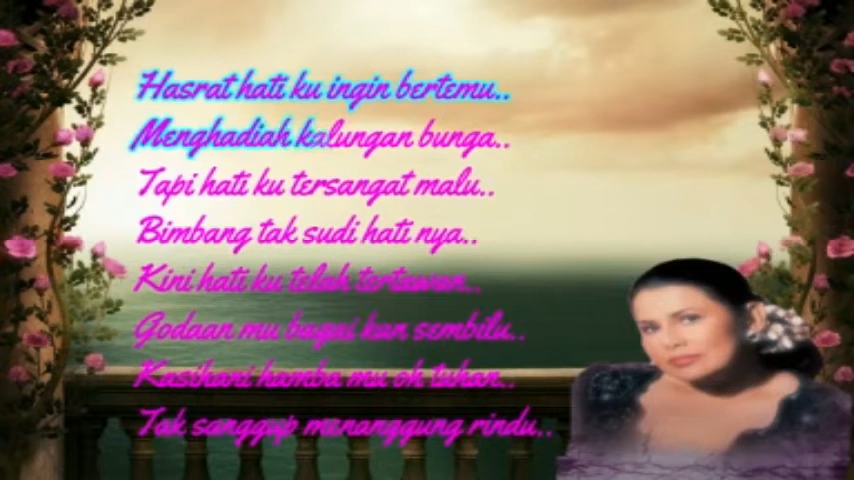 Hasrat hati ku ingin bertemu..
Menghadiah kalungan bunga..
Tapi hati ku tersangat malu..
Bimbang tak sudi hati nya..
Kini hati ku telah tertawan..
Godaan mu bagai kan sembilu..
Kasihani hamba mu oh tuhan..
Tak sanggup menanggung rindu..